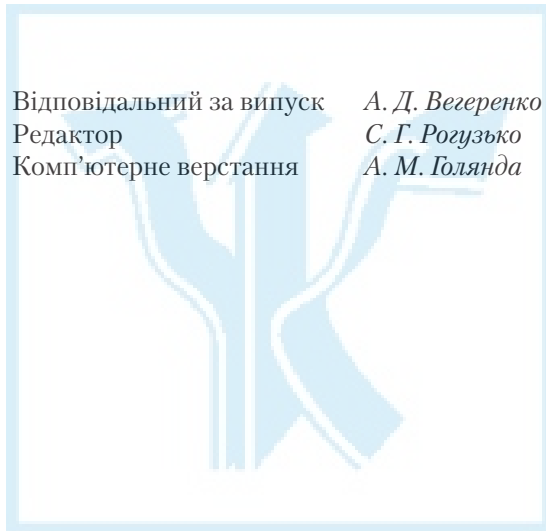 Відповідальний за випуск А. Д. Вегеренко
Редактор С. Г. Рогузько
Комп’ютерне верстання А. М. Голянда